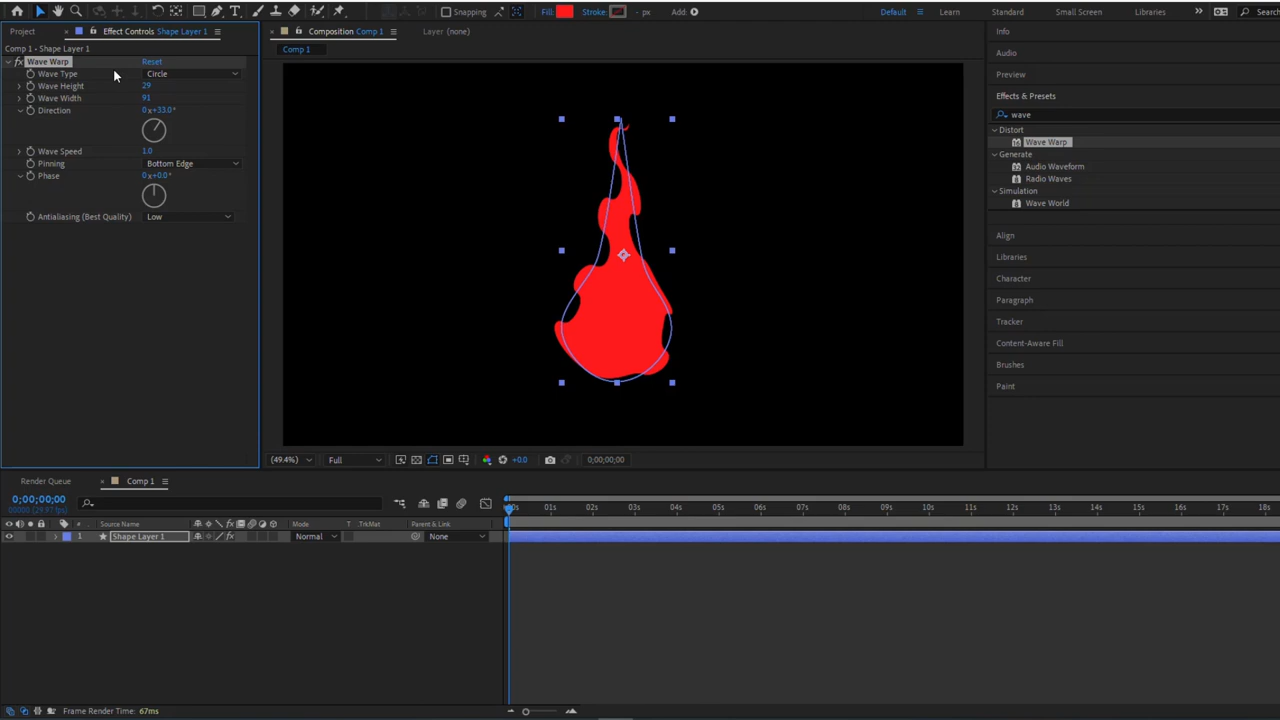 Snapping Fill: Stroke: - px Add: Default Learn Standard Small Screen Libraries Search
Project Effect Controls Shape Layer 1
Comp 1 • Shape Layer 1
fx Wave Warp Reset
Wave Type Circle
Wave Height 29
Wave Width 91
Direction 0 x+33.0°
Wave Speed 1.0
Pinning Bottom Edge
Phase 0 x+0.0°
Antialiasing (Best Quality) Low
Composition Comp 1 Layer (none)
Comp 1
(49.4%) Full +0.0 0;00;00;00
Info
Audio
Preview
Effects & Presets
wave
Distort
Wave Warp
Generate
Audio Waveform
Radio Waves
Simulation
Wave World
Align
Libraries
Character
Paragraph
Tracker
Content-Aware Fill
Brushes
Paint
Render Queue Comp 1
0;00;00;00
00000 (29.97 fps)
:00s 01s 02s 03s 04s 05s 06s 07s 08s 09s 10s 11s 12s 13s 14s 15s 16s 17s 18s
# Source Name fx Mode T .TrkMat Parent & Link
1 Shape Layer 1 fx Normal None
Frame Render Time: 67ms